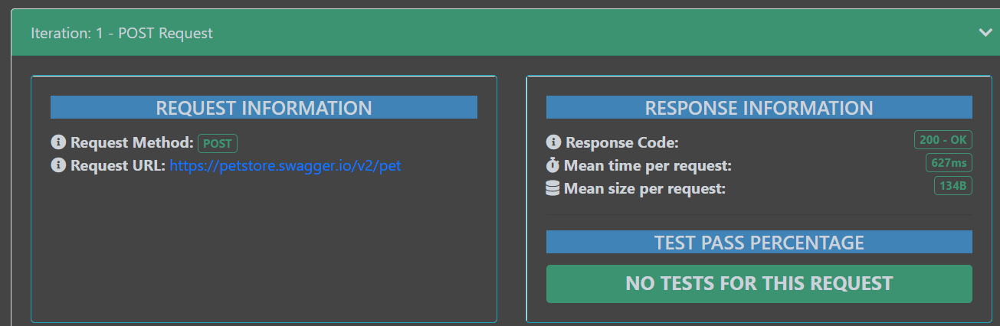 Iteration: 1 - POST Request
REQUEST INFORMATION
Request Method: POST
Request URL: https://petstore.swagger.io/v2/pet
RESPONSE INFORMATION
Response Code: 200 - OK
Mean time per request: 627ms
Mean size per request: 134B
TEST PASS PERCENTAGE
NO TESTS FOR THIS REQUEST